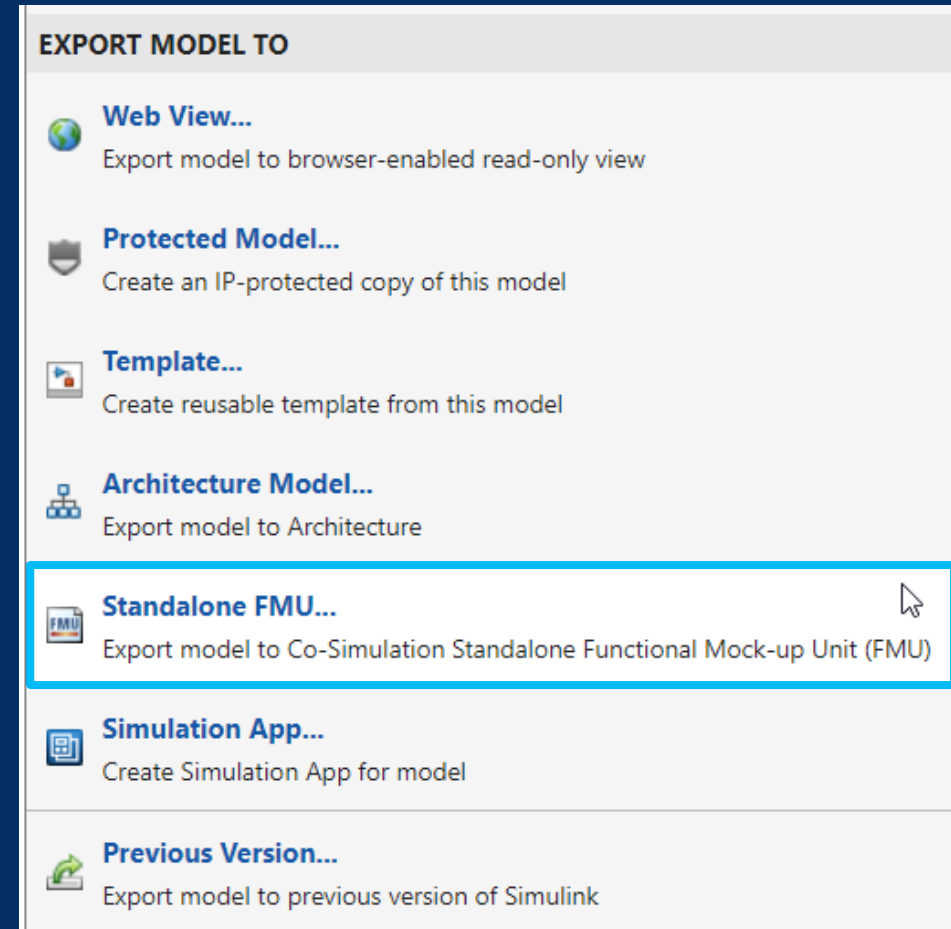 EXPORT MODEL TO
Web View...
Export model to browser-enabled read-only view
Protected Model...
Create an IP-protected copy of this model
Template...
Create reusable template from this model
Architecture Model...
Export model to Architecture
FMU
Standalone FMU...
Export model to Co-Simulation Standalone Functional Mock-up Unit (FMU)
Simulation App...
Create Simulation App for model
Previous Version...
Export model to previous version of Simulink